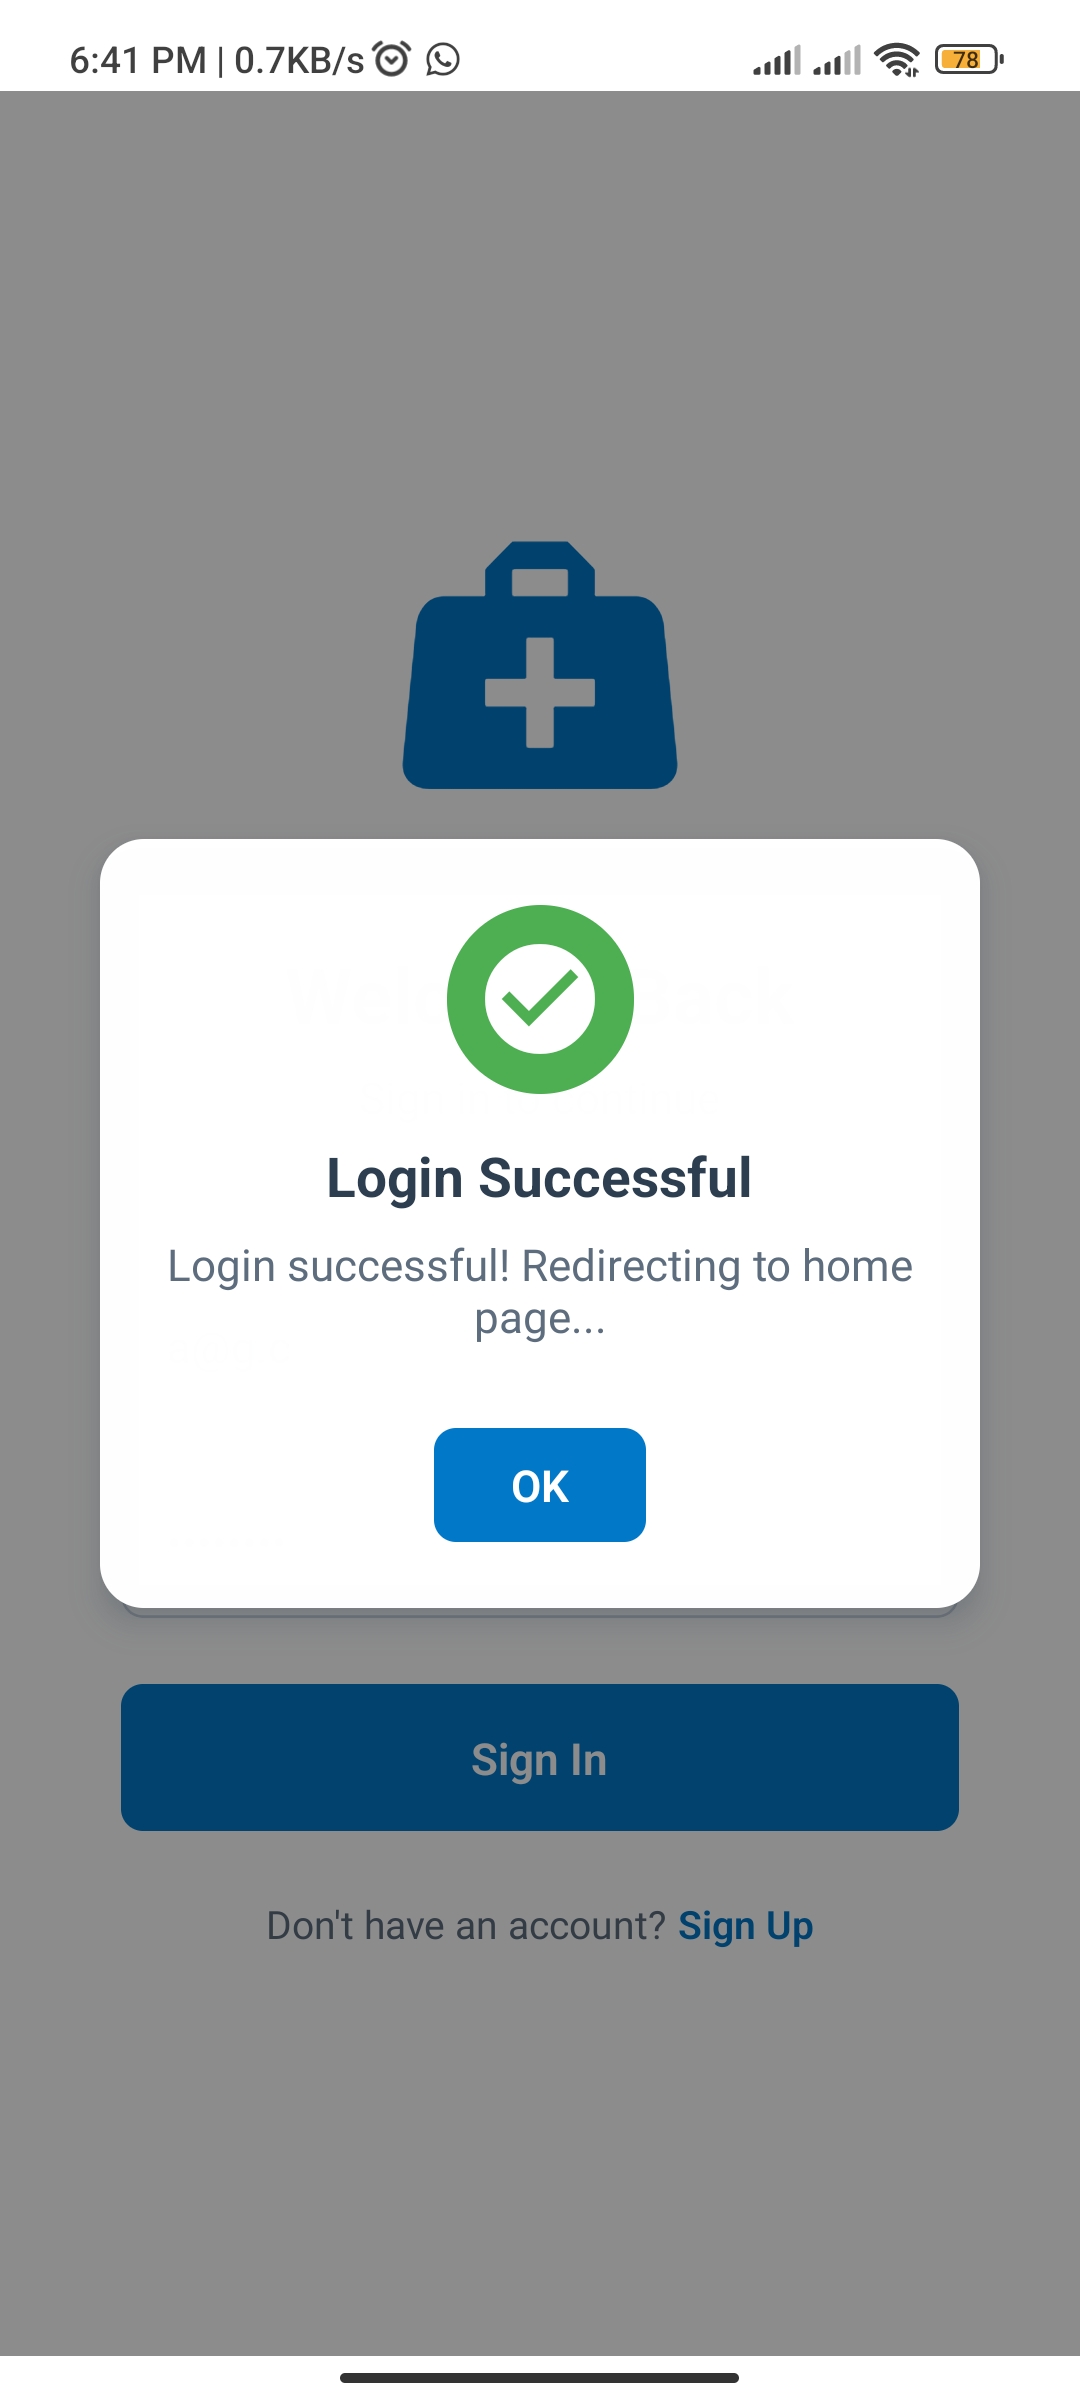 6:41 PM | 0.7KB/s
78
Login Successful
Login successful! Redirecting to home
page...
OK
Sign In
Don't have an account? Sign Up